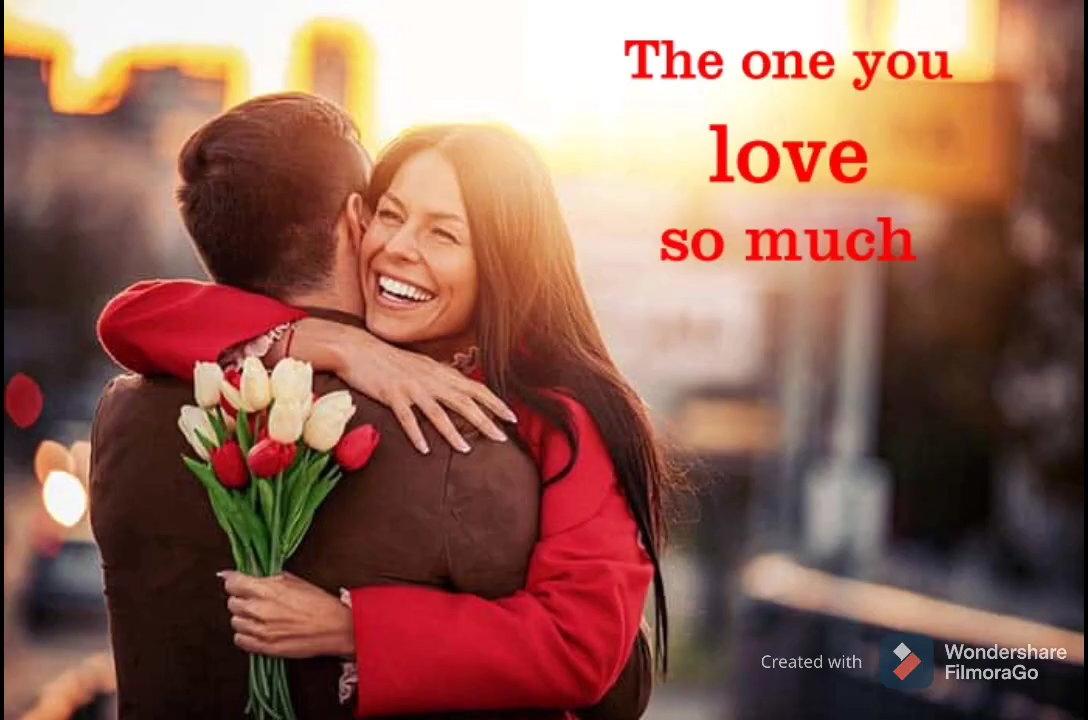 The one you
love
so much
Created with
Wondershare
FilmoraGo